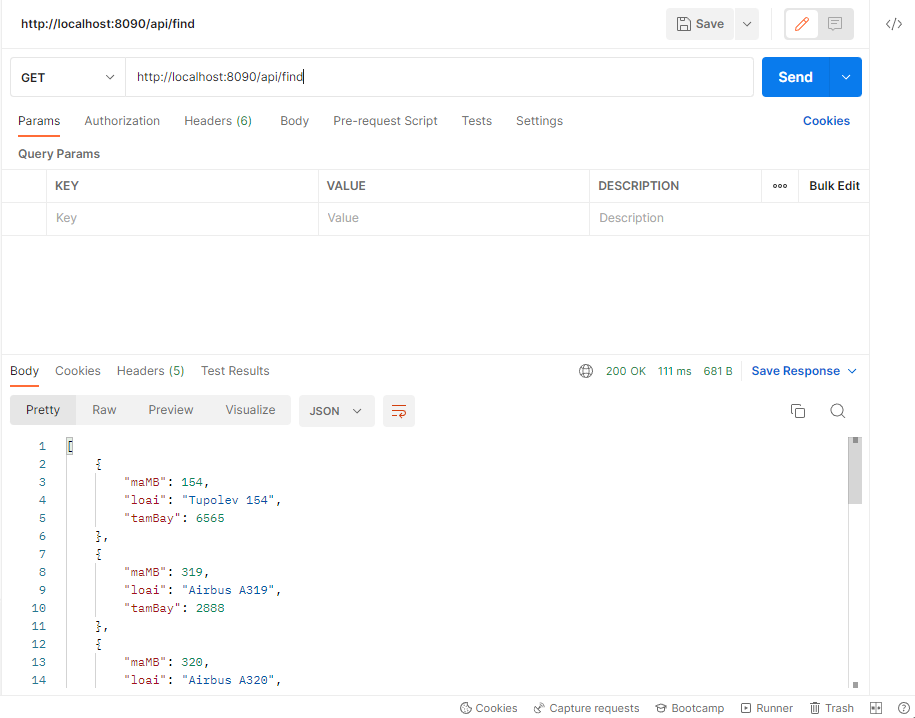 http://localhost:8090/api/find
Save
GET
http://localhost:8090/api/find
Send
Params Authorization Headers (6) Body Pre-request Script Tests Settings Cookies
Query Params
KEY VALUE DESCRIPTION Bulk Edit
Key Value Description
Body Cookies Headers (5) Test Results 200 OK 111 ms 681 B Save Response
Pretty Raw Preview Visualize JSON
1 [
2 {
3 "maMB": 154,
4 "loai": "Tupolev 154",
5 "tamBay": 6565
6 },
7 {
8 "maMB": 319,
9 "loai": "Airbus A319",
10 "tamBay": 2888
11 },
12 {
13 "maMB": 320,
14 "loai": "Airbus A320",
Cookies Capture requests Bootcamp Runner Trash